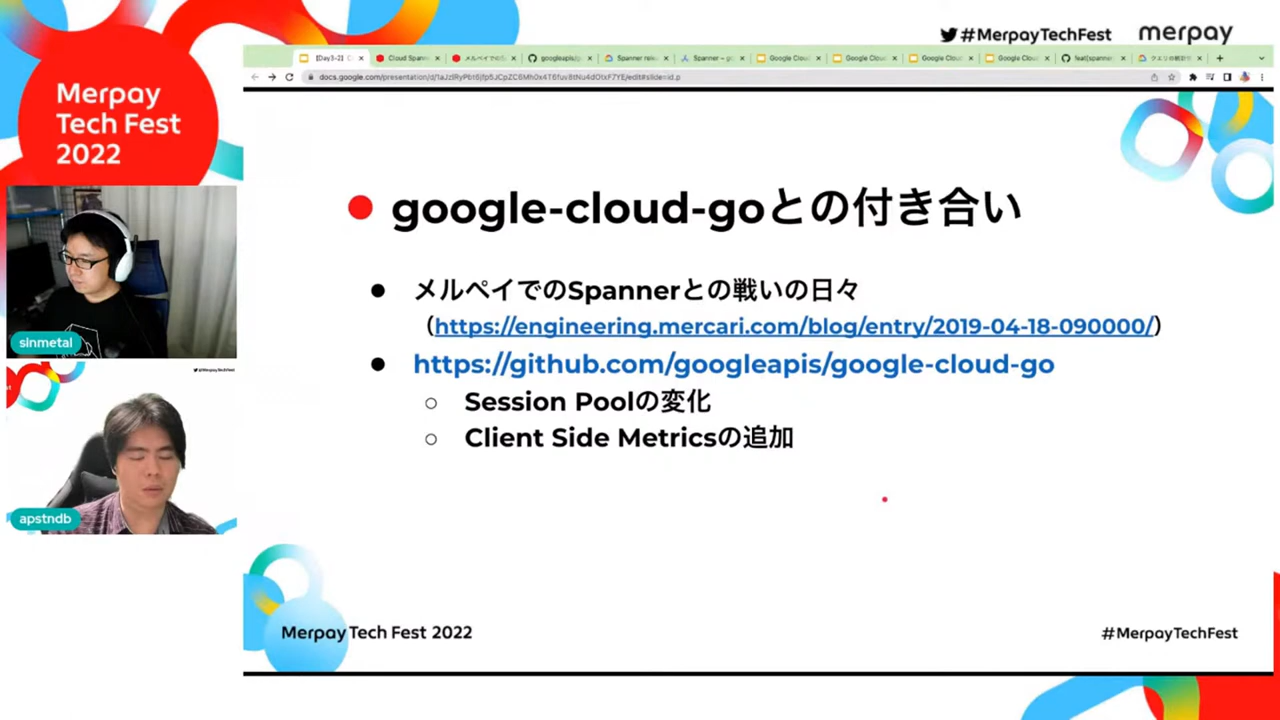 #MerpayTechFest
merpay
Merpay
Tech Fest
2022
google-cloud-goとの付き合い
● メルペイでのSpannerとの戦いの日々
（https://engineering.mercari.com/blog/entry/2019-04-18-090000/）
● https://github.com/googleapis/google-cloud-go
○ Session Poolの変化
○ Client Side Metricsの追加
sinmetal
apstndb
Merpay Tech Fest 2022
#MerpayTechFest